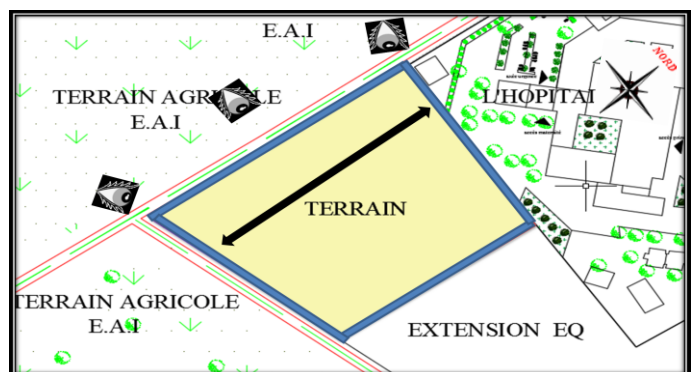 E.A.I
TERRAIN AGRICOLE
E.A.I
L'HOPITAl
NORD
TERRAIN
TERRAIN AGRICOLE
E.A.I
EXTENSION EQ